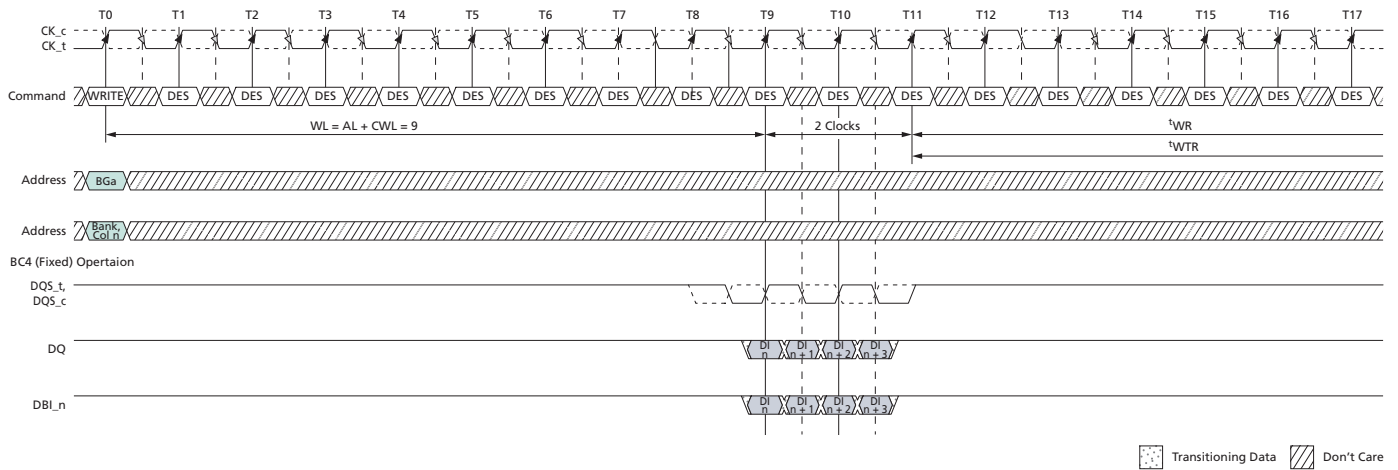 T0 T1 T2 T3 T4 T5 T6 T7 T8 T9 T10 T11 T12 T13 T14 T15 T16 T17
CK_c
CK_t
Command WRITE DES DES DES DES DES DES DES DES DES DES DES DES DES DES DES DES DES
WL = AL + CWL = 9 2 Clocks tWR
tWTR
Address BGa
Address Bank, Col n
BC4 (Fixed) Opertaion
DQS_t,
DQS_c
DQ DI n DI n + 1 DI n + 2 DI n + 3
DBI_n DI n DI n + 1 DI n + 2 DI n + 3
Transitioning Data Don't Care